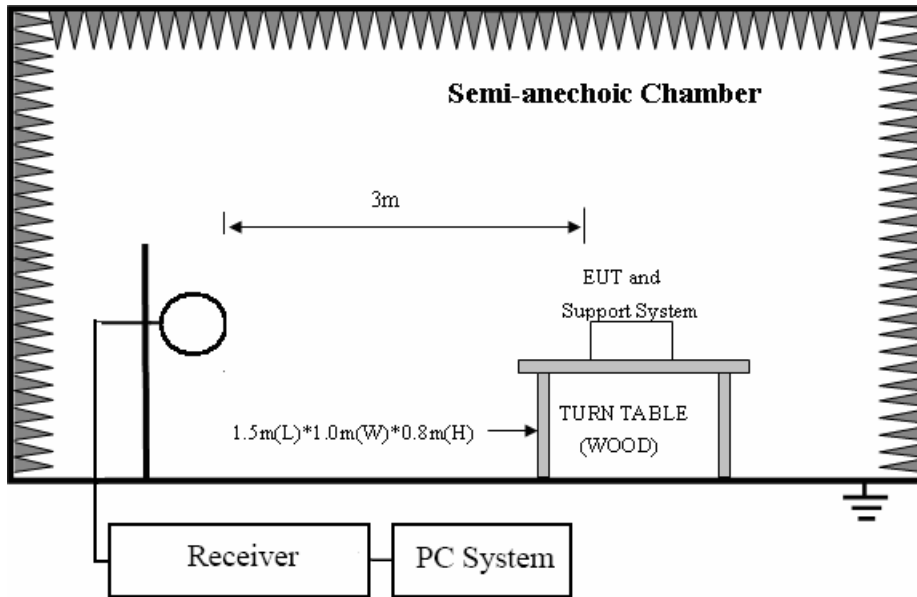 Semi-anechoic Chamber
3m
EUT and
Support System
1.5m(L)*1.0m(W)*0.8m(H)
TURN TABLE
(WOOD)
Receiver
PC System